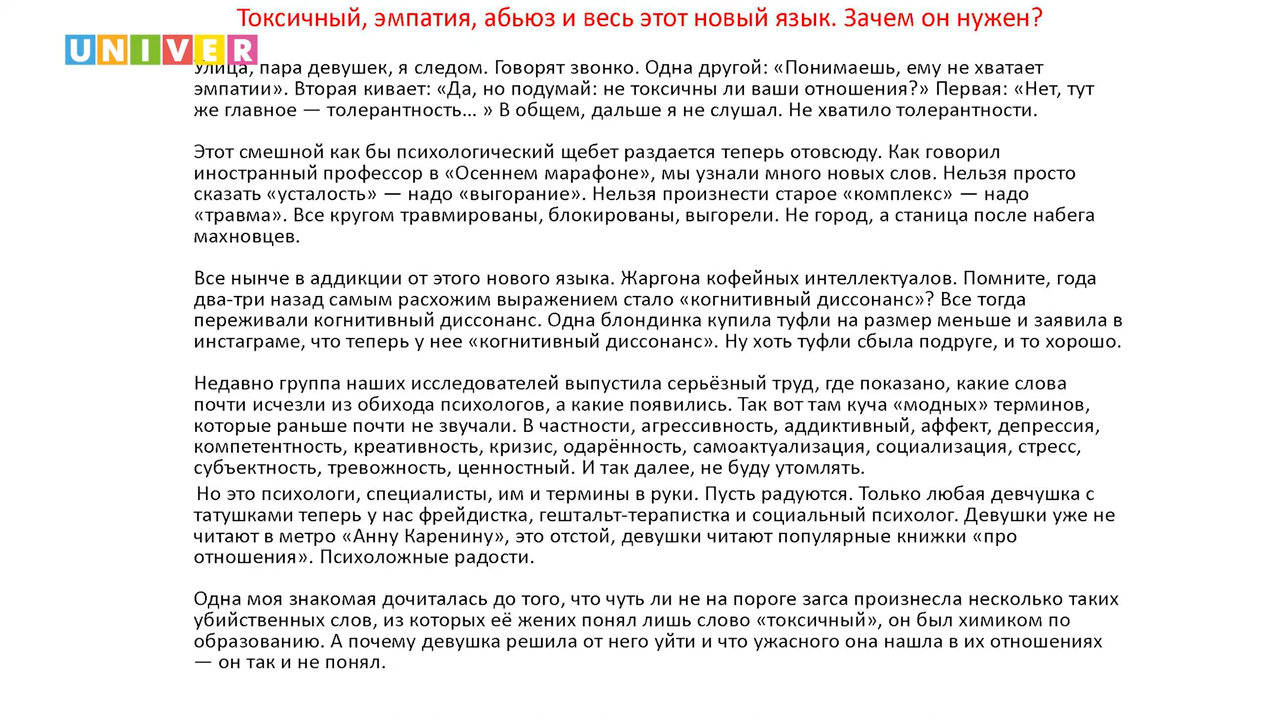 Токсичный, эмпатия, абьюз и весь этот новый язык. Зачем он нужен?
UNIVER
Улица, пара девушек, я следом. Говорят звонко. Одна другой: «Понимаешь, ему не хватает
эмпатии». Вторая кивает: «Да, но подумай: не токсичны ли ваши отношения?» Первая: «Нет, тут
же главное — толерантность... » В общем, дальше я не слушал. Не хватило толерантности.
Этот смешной как бы психологический щебет раздается теперь отовсюду. Как говорил
иностранный профессор в «Осеннем марафоне», мы узнали много новых слов. Нельзя просто
сказать «усталость» — надо «выгорание». Нельзя произнести старое «комплекс» — надо
«травма». Все кругом травмированы, блокированы, выгорели. Не город, а станица после набега
махновцев.
Все нынче в аддикции от этого нового языка. Жаргона кофейных интеллектуалов. Помните, года
два-три назад самым расхожим выражением стало «когнитивный диссонанс»? Все тогда
переживали когнитивный диссонанс. Одна блондинка купила туфли на размер меньше и заявила в
инстаграме, что теперь у нее «когнитивный диссонанс». Ну хоть туфли сбыла подруге, и то хорошо.
Недавно группа наших исследователей выпустила серьёзный труд, где показано, какие слова
почти исчезли из обихода психологов, а какие появились. Так вот там куча «модных» терминов,
которые раньше почти не звучали. В частности, агрессивность, аддиктивный, аффект, депрессия,
компетентность, креативность, кризис, одарённость, самоактуализация, социализация, стресс,
субъектность, тревожность, ценностный. И так далее, не буду утомлять.
Но это психологи, специалисты, им и термины в руки. Пусть радуются. Только любая девчушка с
татушками теперь у нас фрейдистка, гештальт-терапистка и социальный психолог. Девушки уже не
читают в метро «Анну Каренину», это отстой, девушки читают популярные книжки «про
отношения». Психоложные радости.
Одна моя знакомая дочиталась до того, что чуть ли не на пороге загса произнесла несколько таких
убийственных слов, из которых её жених понял лишь слово «токсичный», он был химиком по
образованию. А почему девушка решила от него уйти и что ужасного она нашла в их отношениях
— он так и не понял.